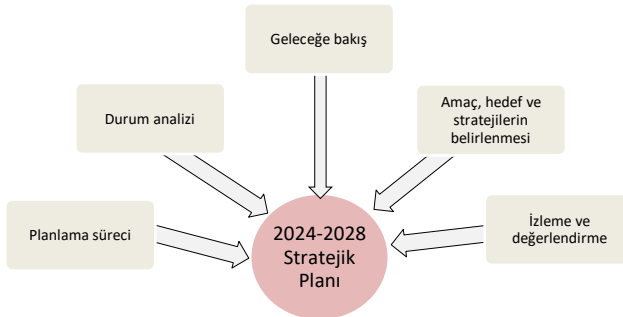 Geleceğe bakış
Durum analizi
Amaç, hedef ve
stratejilerin
belirlenmesi
Planlama süreci
2024-2028
Stratejik
Planı
İzleme ve
değerlendirme